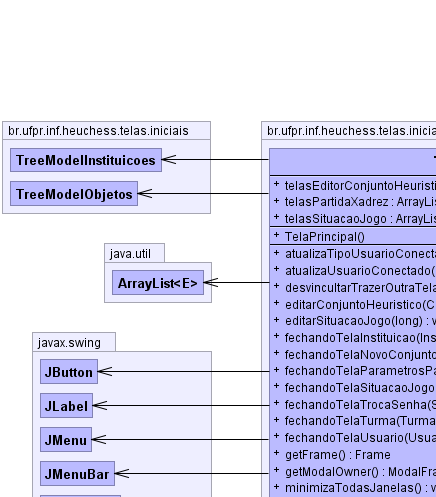 br.ufpr.inf.heuchess.telas.iniciais
TreeModelInstituicoes
TreeModelObjetos
java.util
ArrayList<E>
javax.swing
JButton
JLabel
JMenu
JMenuBar
br.ufpr.inf.heuchess.telas.inicia
+ telasEditorConjuntoHeuristi
+ telasPartidaXadrez : ArrayLis
+ telasSituacaoJogo : ArrayLis
+ TelaPrincipal()
+ atualizaTipoUsuarioConecta
+ atualizaUsuarioConectado(
+ desvincultarTrazerOutraTela
+ editarConjuntoHeuristico(C
+ editarSituacaoJogo(long) : v
+ fechandoTelaInstituicao(Ins
+ fechandoTelaNovoConjunto
+ fechandoTelaParametrosPa
+ fechandoTelaSituacaoJogo
+ fechandoTelaTrocaSenha(S
+ fechandoTelaTurma(Turma
+ fechandoTelaUsuario(Usua
+ getFrame() : Frame
+ getModalOwner() : ModalFra
+ minimizaTodasJanelas() : v